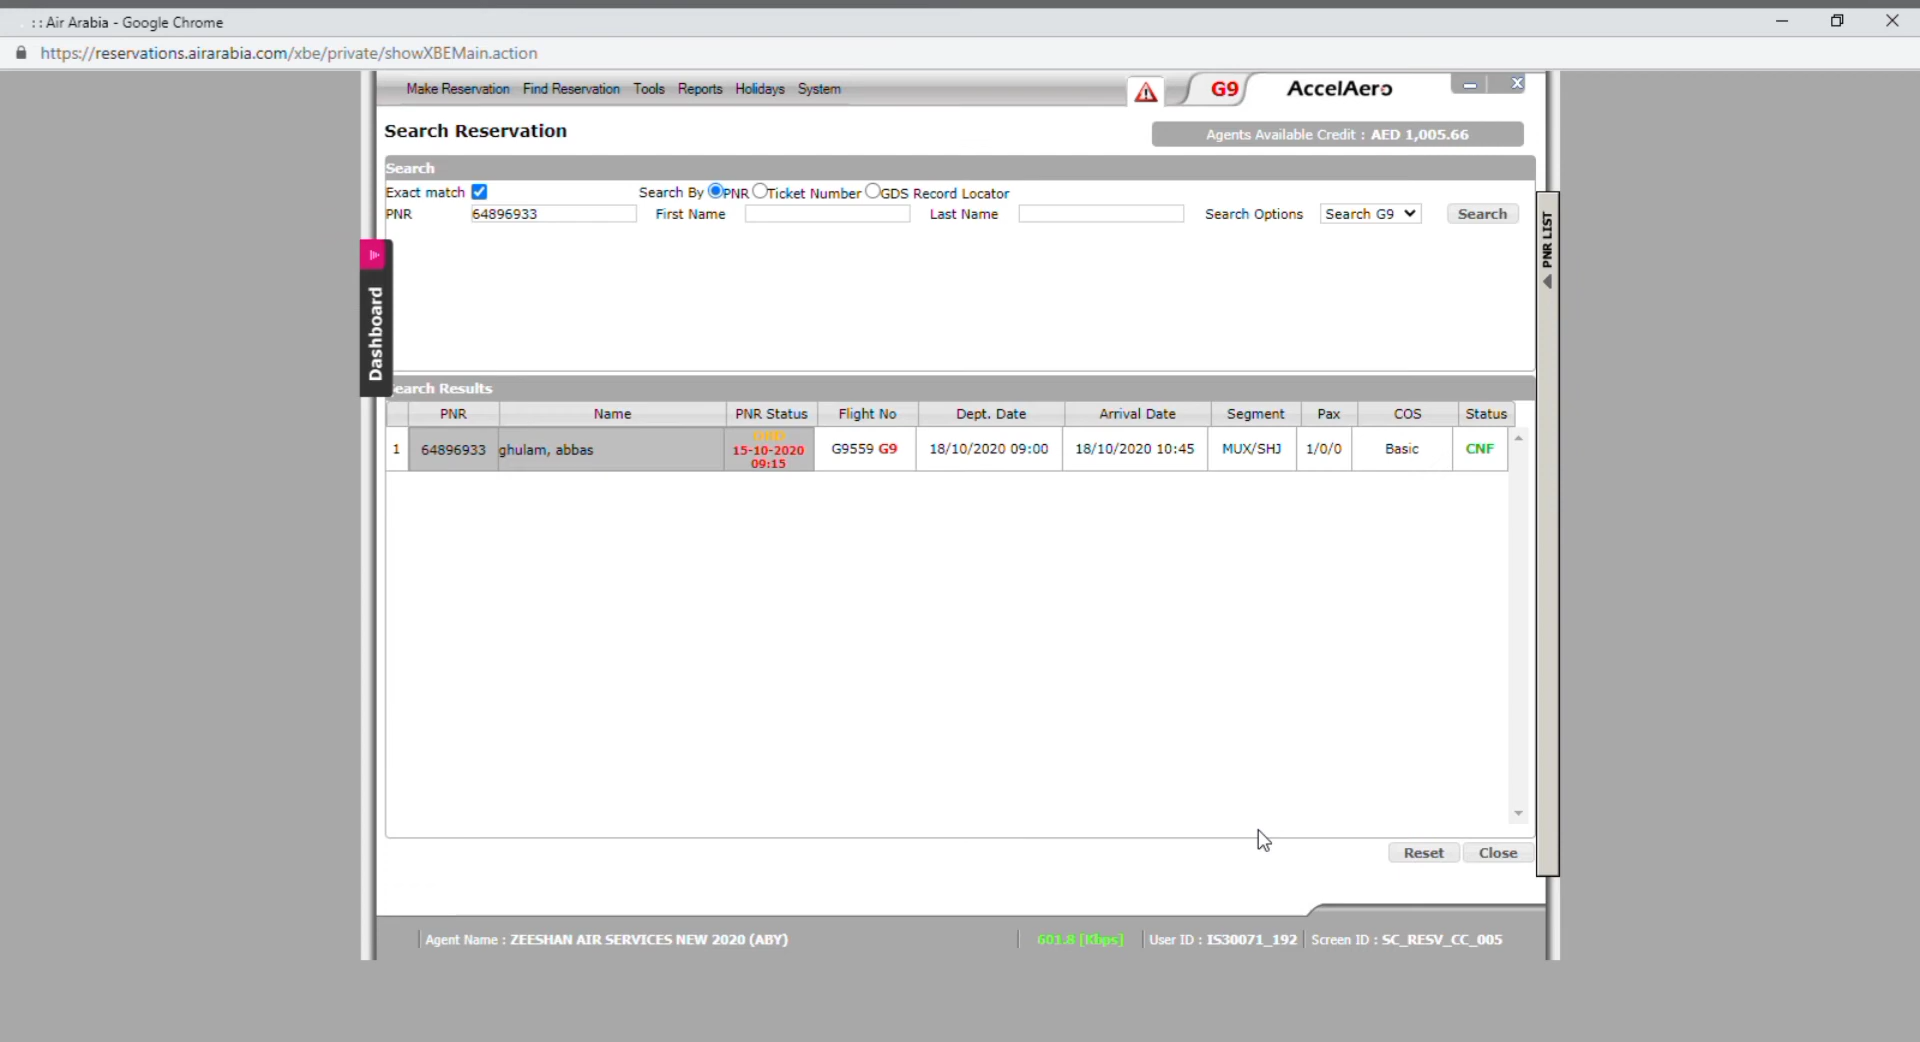 :: Air Arabia - Google Chrome
https://reservations.airarabia.com/xbe/private/showXBEMain.action
Make Reservation Find Reservation Tools Reports Holidays System
G9 AccelAero X
Search Reservation
Agents Available Credit : AED 1,005.66
Search
Exact match Search By PNR Ticket Number GDS Record Locator
PNR 64896933 First Name Last Name Search Options Search G9 Search
PNR LIST
Dashboard
earch Results
PNR Name PNR Status Flight No Dept. Date Arrival Date Segment Pax COS Status
1 64896933 ghulam, abbas 15-10-2020 09:15 G9559 G9 18/10/2020 09:00 18/10/2020 10:45 MUX/SHJ 1/0/0 Basic CNF
Reset Close
Agent Name : ZEESHAN AIR SERVICES NEW 2020 (ABY) 601.8 [Kbps] User ID : IS30071_192 Screen ID : SC_RESV_CC_005